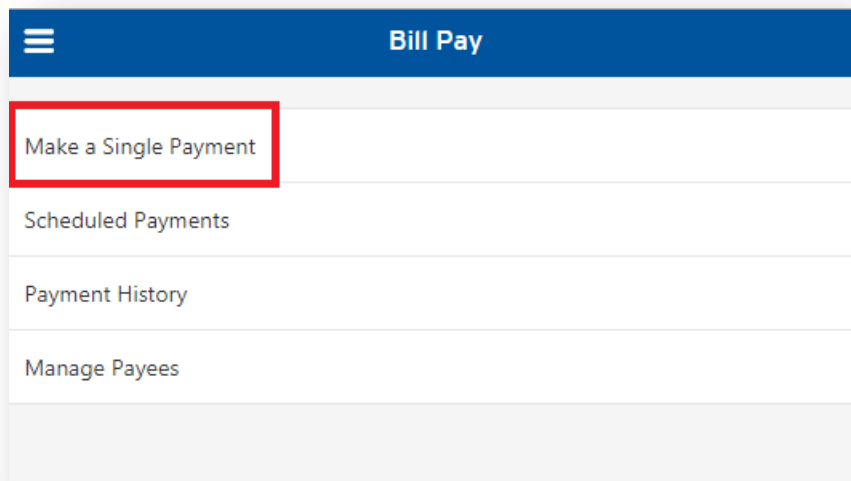 Bill Pay
Make a Single Payment
Scheduled Payments
Payment History
Manage Payees